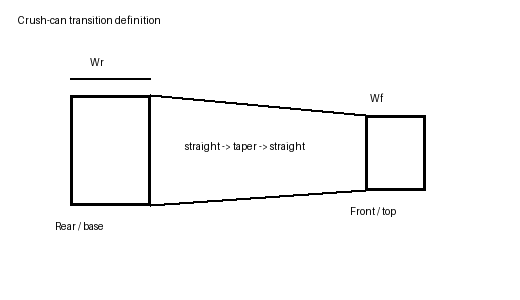 Crush-can transition definition
Wr
Wf
straight -> taper -> straight
Front / top
Rear / base